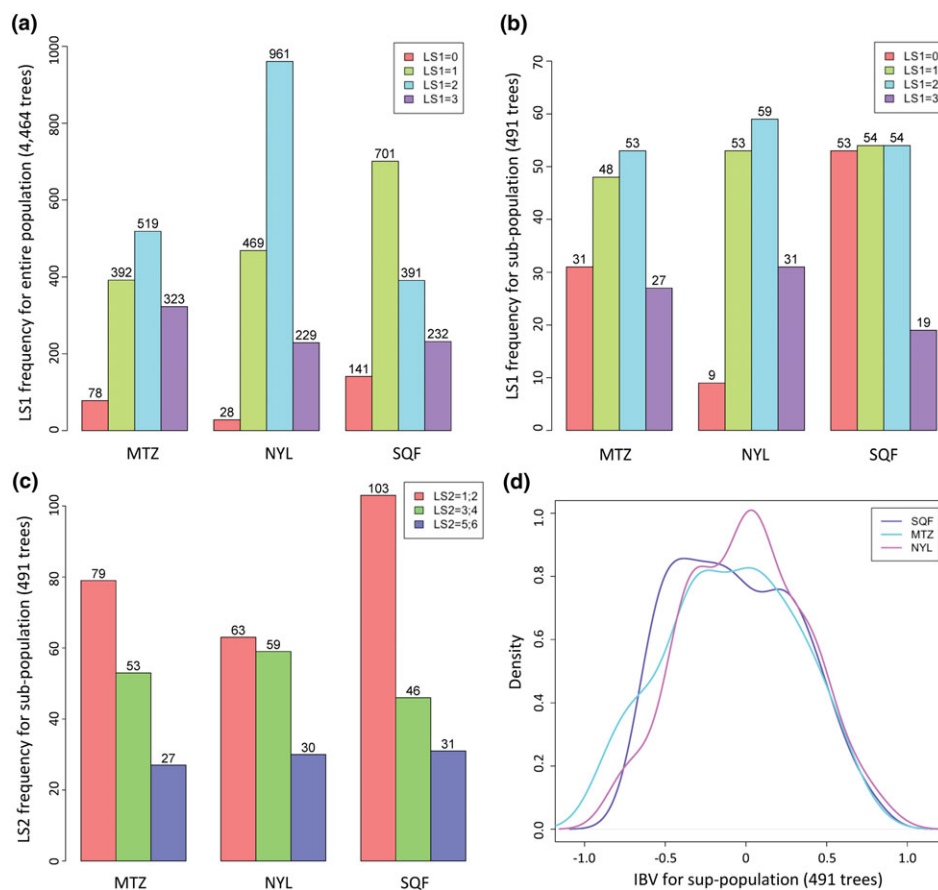 (a)
LS1 frequency for entire population (4,464 trees)
0
200
400
600
800
1000
LS1=0
LS1=1
LS1=2
LS1=3
78
392
519
323
28
469
961
229
141
701
391
232
MTZ
NYL
SQF
(b)
LS1 frequency for sub-population (491 trees)
0
10
20
30
40
50
60
70
LS1=0
LS1=1
LS1=2
LS1=3
31
48
53
27
9
53
59
31
53
54
54
19
MTZ
NYL
SQF
(c)
LS2 frequency for sub-population (491 trees)
0
20
40
60
80
100
LS2=1;2
LS2=3;4
LS2=5;6
79
53
27
63
59
30
103
46
31
MTZ
NYL
SQF
(d)
Density
0.0
0.2
0.4
0.6
0.8
1.0
SQF
MTZ
NYL
-1.0
-0.5
0
0.5
1.0
IBV for sup-population (491 trees)